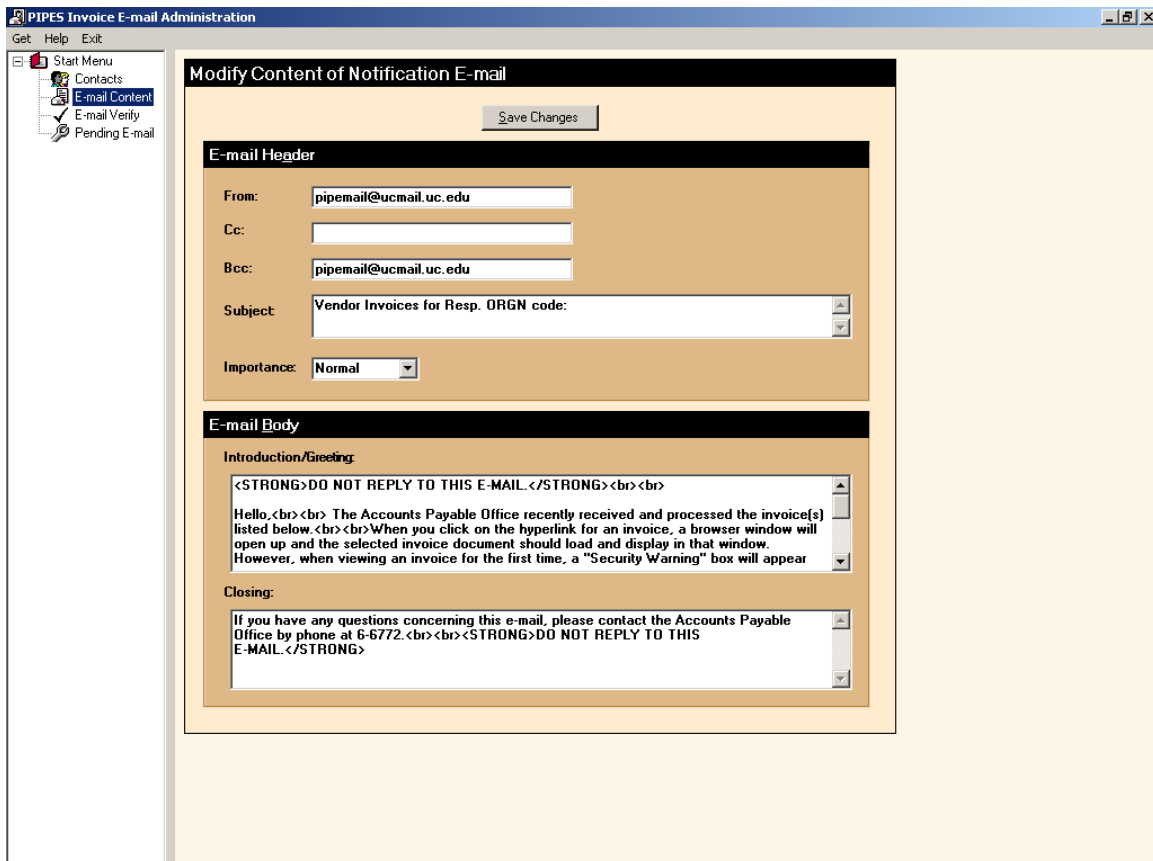 PIPES Invoice E-mail Administration
Get Help Exit
Start Menu
Contacts
E-mail Content
E-mail Verify
Pending E-mail
Modify Content of Notification E-mail
Save Changes
E-mail Header
From: pipemail@ucmail.uc.edu
Cc:
Bcc: pipemail@ucmail.uc.edu
Subject: Vendor Invoices for Resp. ORGN code:
Importance: Normal
E-mail Body
Introduction/Greeting:
<STRONG>DO NOT REPLY TO THIS E-MAIL.</STRONG><br><br>
Hello,<br><br> The Accounts Payable Office recently received and processed the invoice(s)
listed below.<br><br>When you click on the hyperlink for an invoice, a browser window will
open up and the selected invoice document should load and display in that window.
However, when viewing an invoice for the first time, a "Security Warning" box will appear
Closing:
If you have any questions concerning this e-mail, please contact the Accounts Payable
Office by phone at 6-6772.<br><br><STRONG>DO NOT REPLY TO THIS
E-MAIL.</STRONG>